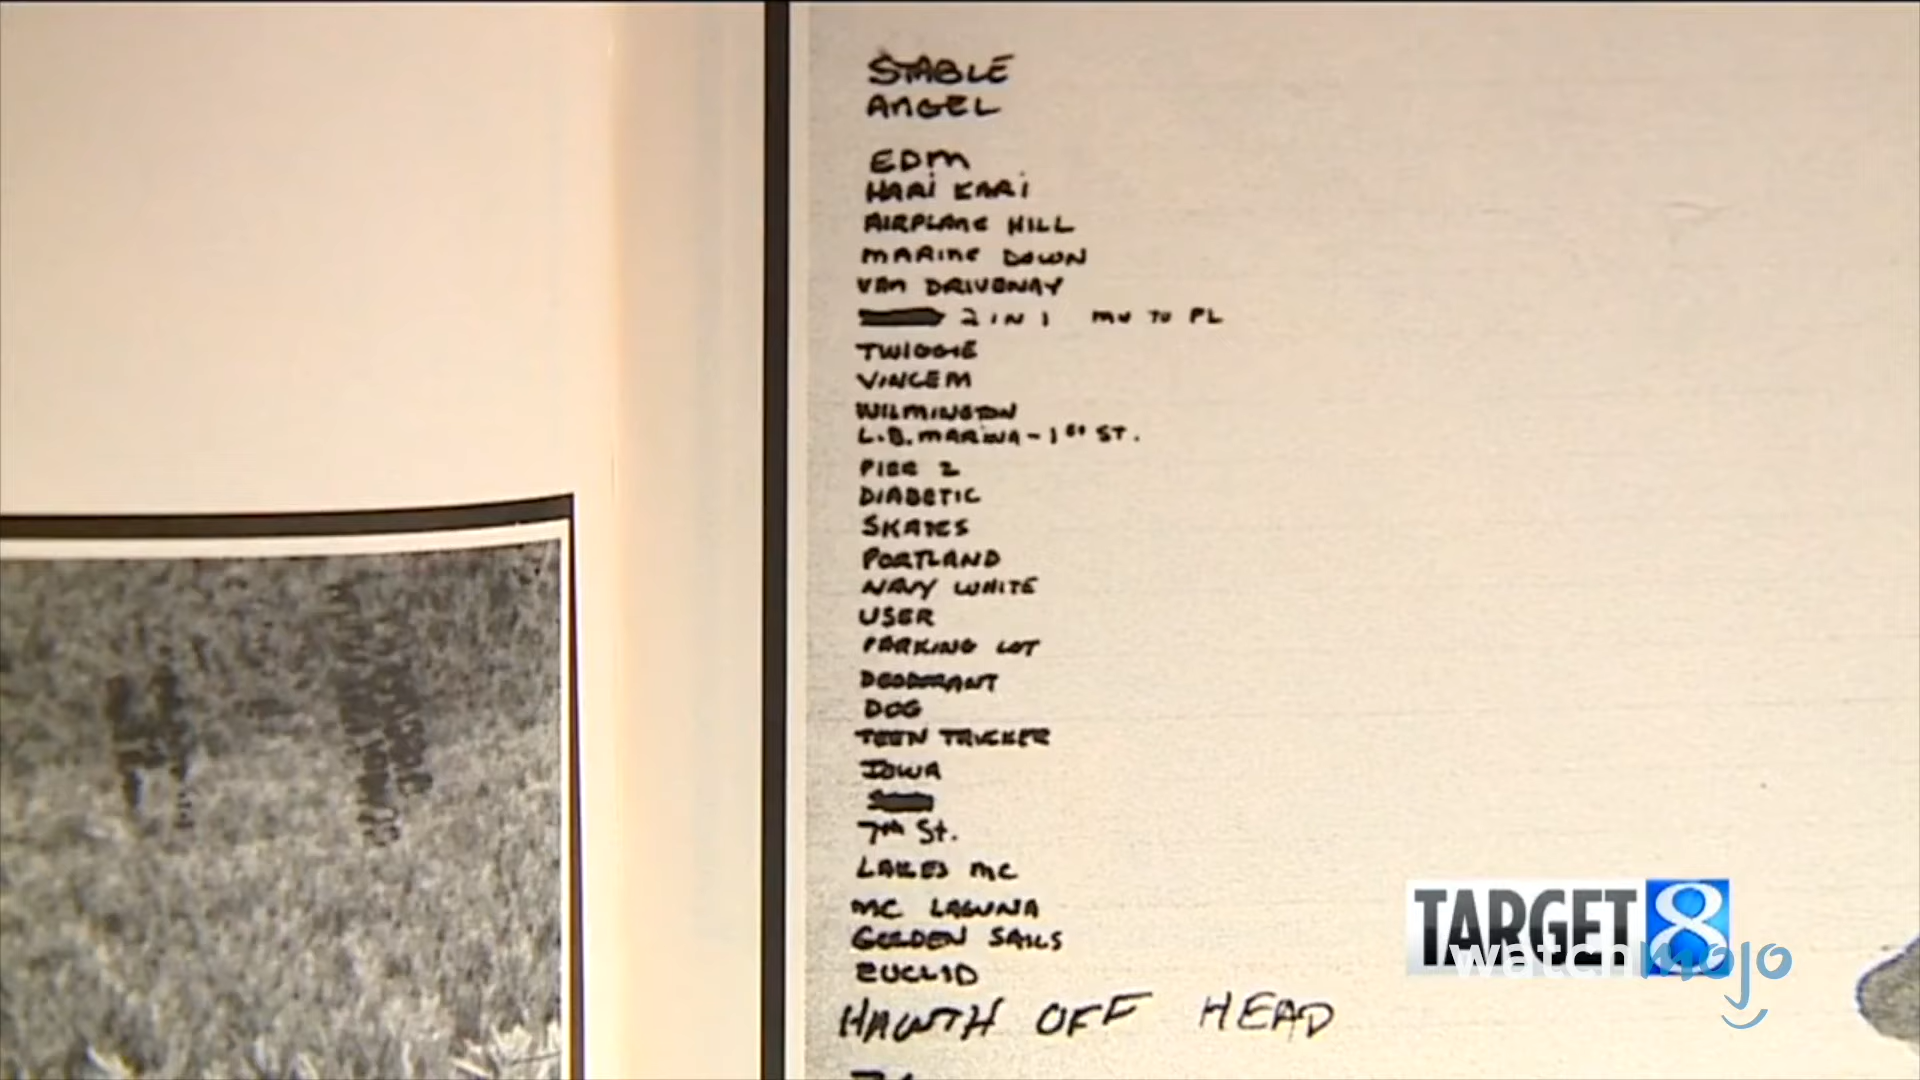 STABLE
ANGEL
EDM
HARI KARI
AIRPLANE HILL
MARINE DOWN
VAN DRIVEWAY
2 IN 1 MV TO PL
TWIGGIE
VINCE M
WILMINGTON
L.B. MARINA - 1ST ST.
PIER 2
DIABETIC
SKATES
PORTLAND
NAVY WHITE
USER
PARKING LOT
DEODORANT
DOG
TEEN TRUCKER
IOWA
7TH St.
LAKES MC
MC LAGUNA
GOLDEN SAILS
EUCLID
HAWTH OFF HEAD
TARGET 8
watchmojo